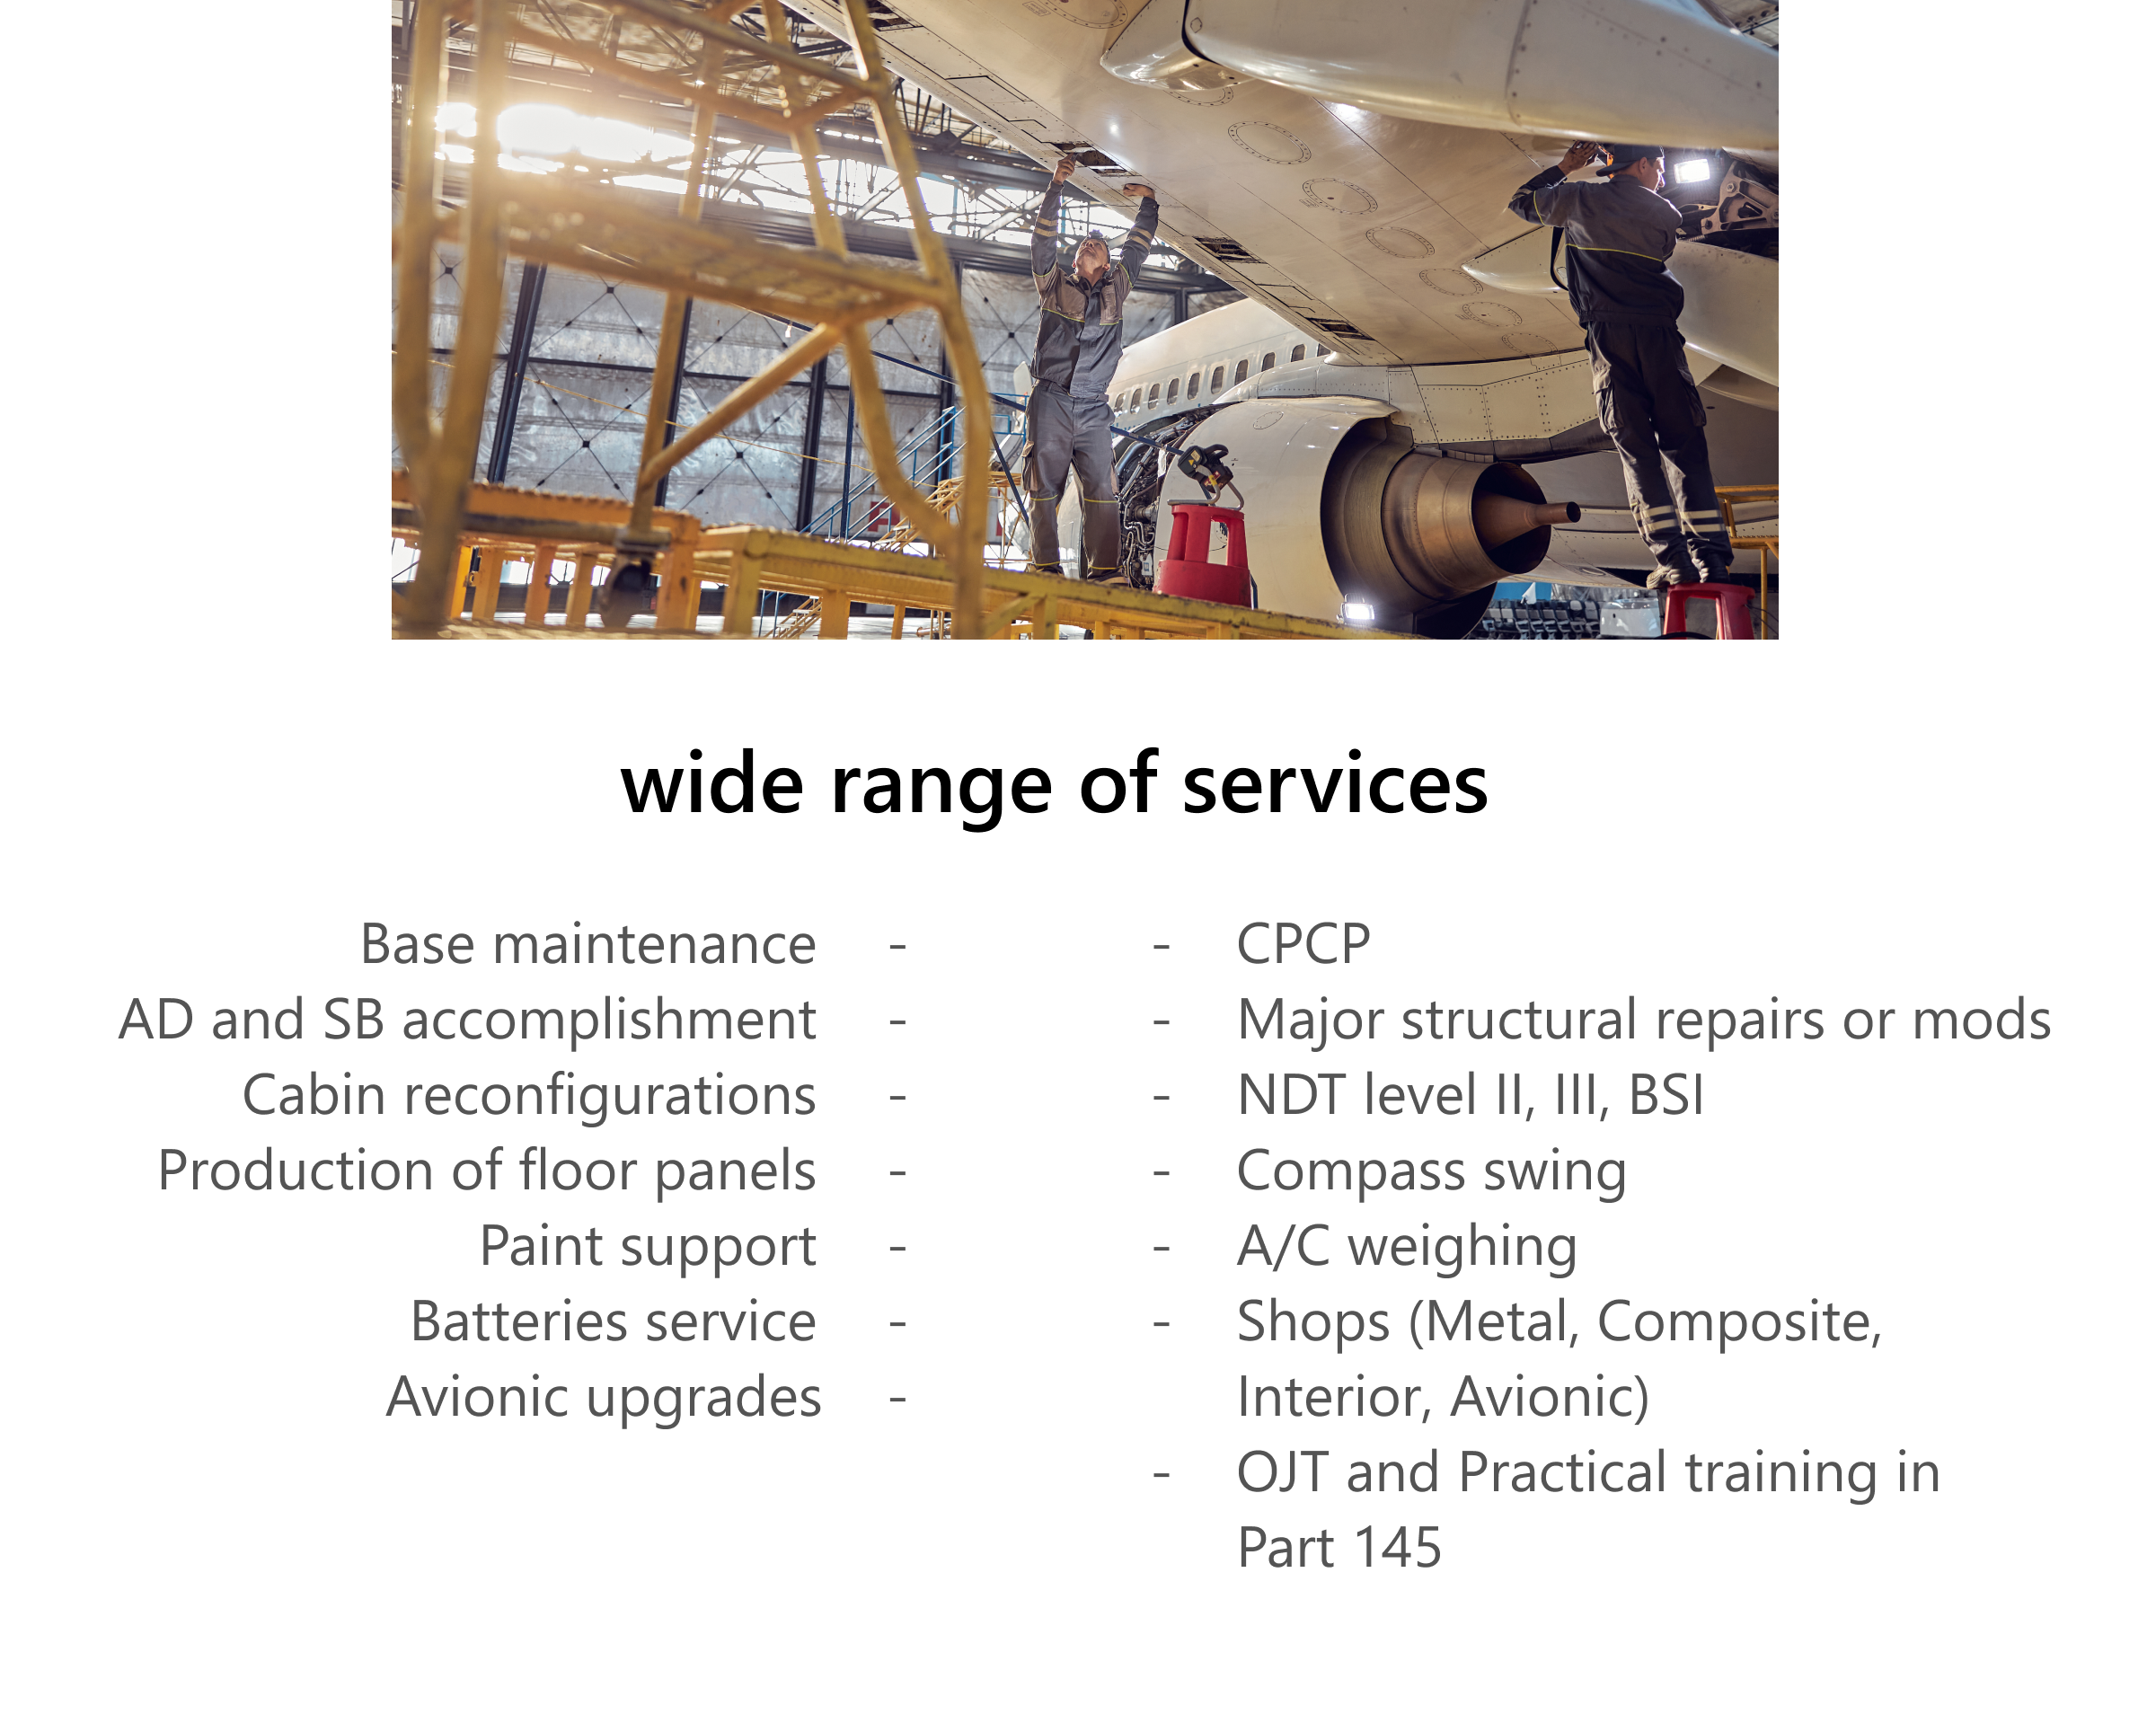 wide range of services
Base maintenance -
AD and SB accomplishment -
Cabin reconfigurations -
Production of floor panels -
Paint support -
Batteries service -
Avionic upgrades -
- CPCP
- Major structural repairs or mods
- NDT level II, III, BSI
- Compass swing
- A/C weighing
- Shops (Metal, Composite,
Interior, Avionic)
- OJT and Practical training in
Part 145